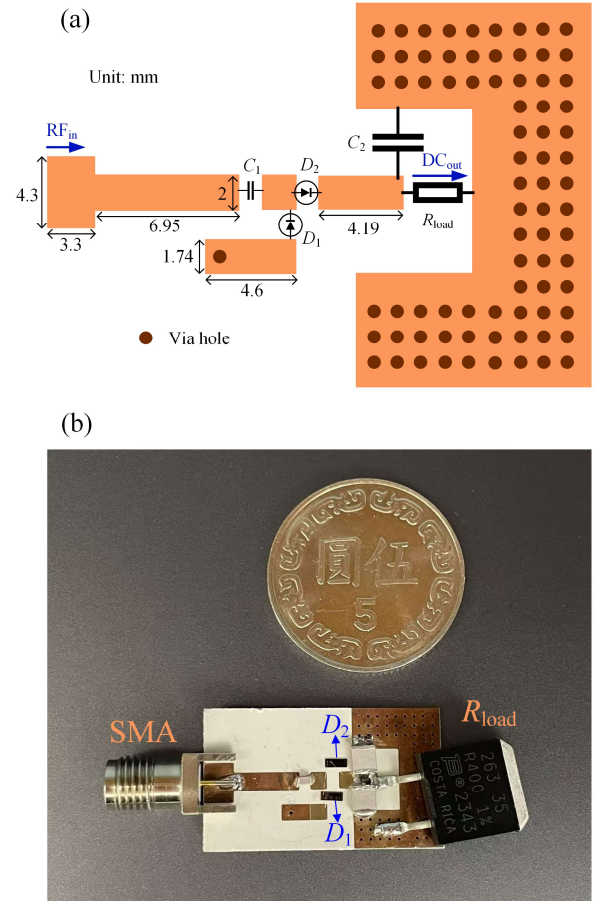 (a)
Unit: mm
RFin
C1
D2
C2
DCout
4.3
2
Rload
6.95
4.19
D1
3.3
1.74
4.6
Via hole
(b)
圓伍
5
SMA
D2
Rload
D1
263 35
R400 1%
2343
COSTA RICA